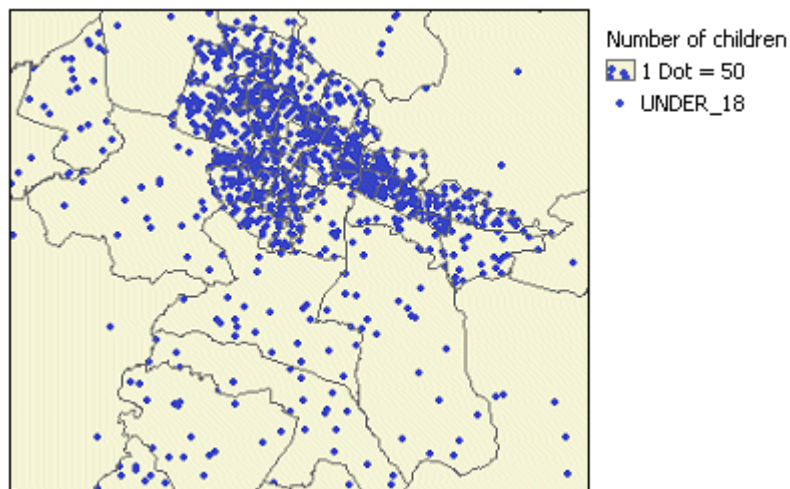 Number of children
1 Dot = 50
UNDER_18